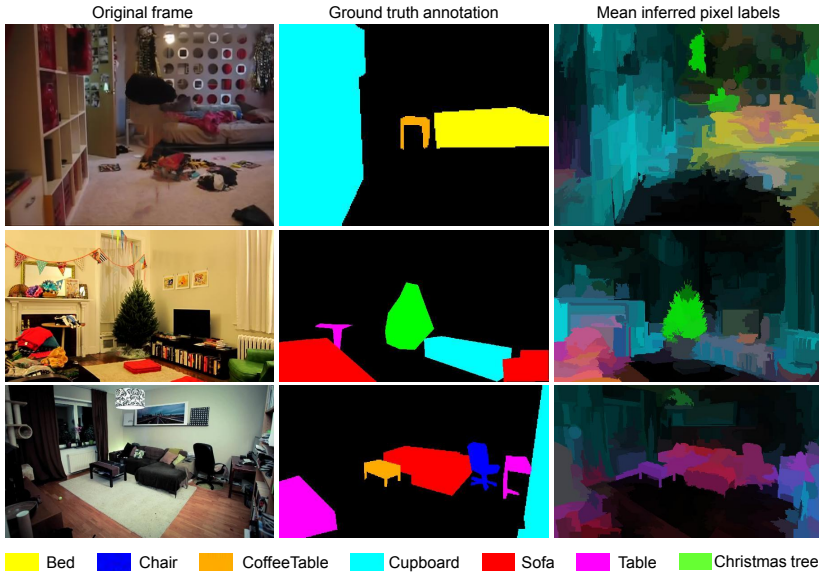 Original frame Ground truth annotation Mean inferred pixel labels
Bed Chair CoffeeTable Cupboard Sofa Table Christmas tree